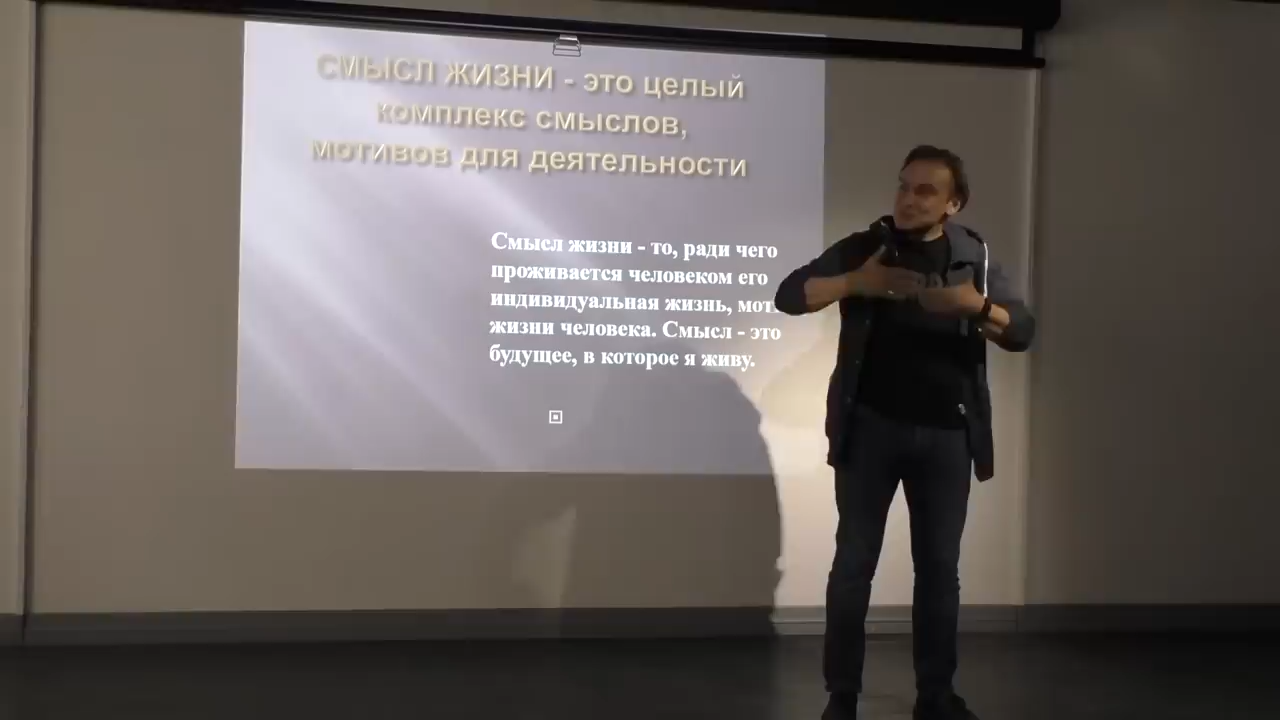 СМЫСЛ ЖИЗНИ - это целый
комплекс смыслов,
мотивов для деятельности
Смысл жизни - то, ради чего
проживается человеком его
индивидуальная жизнь,
жизни человека. Смысл - это
будущее, в которое я живу.